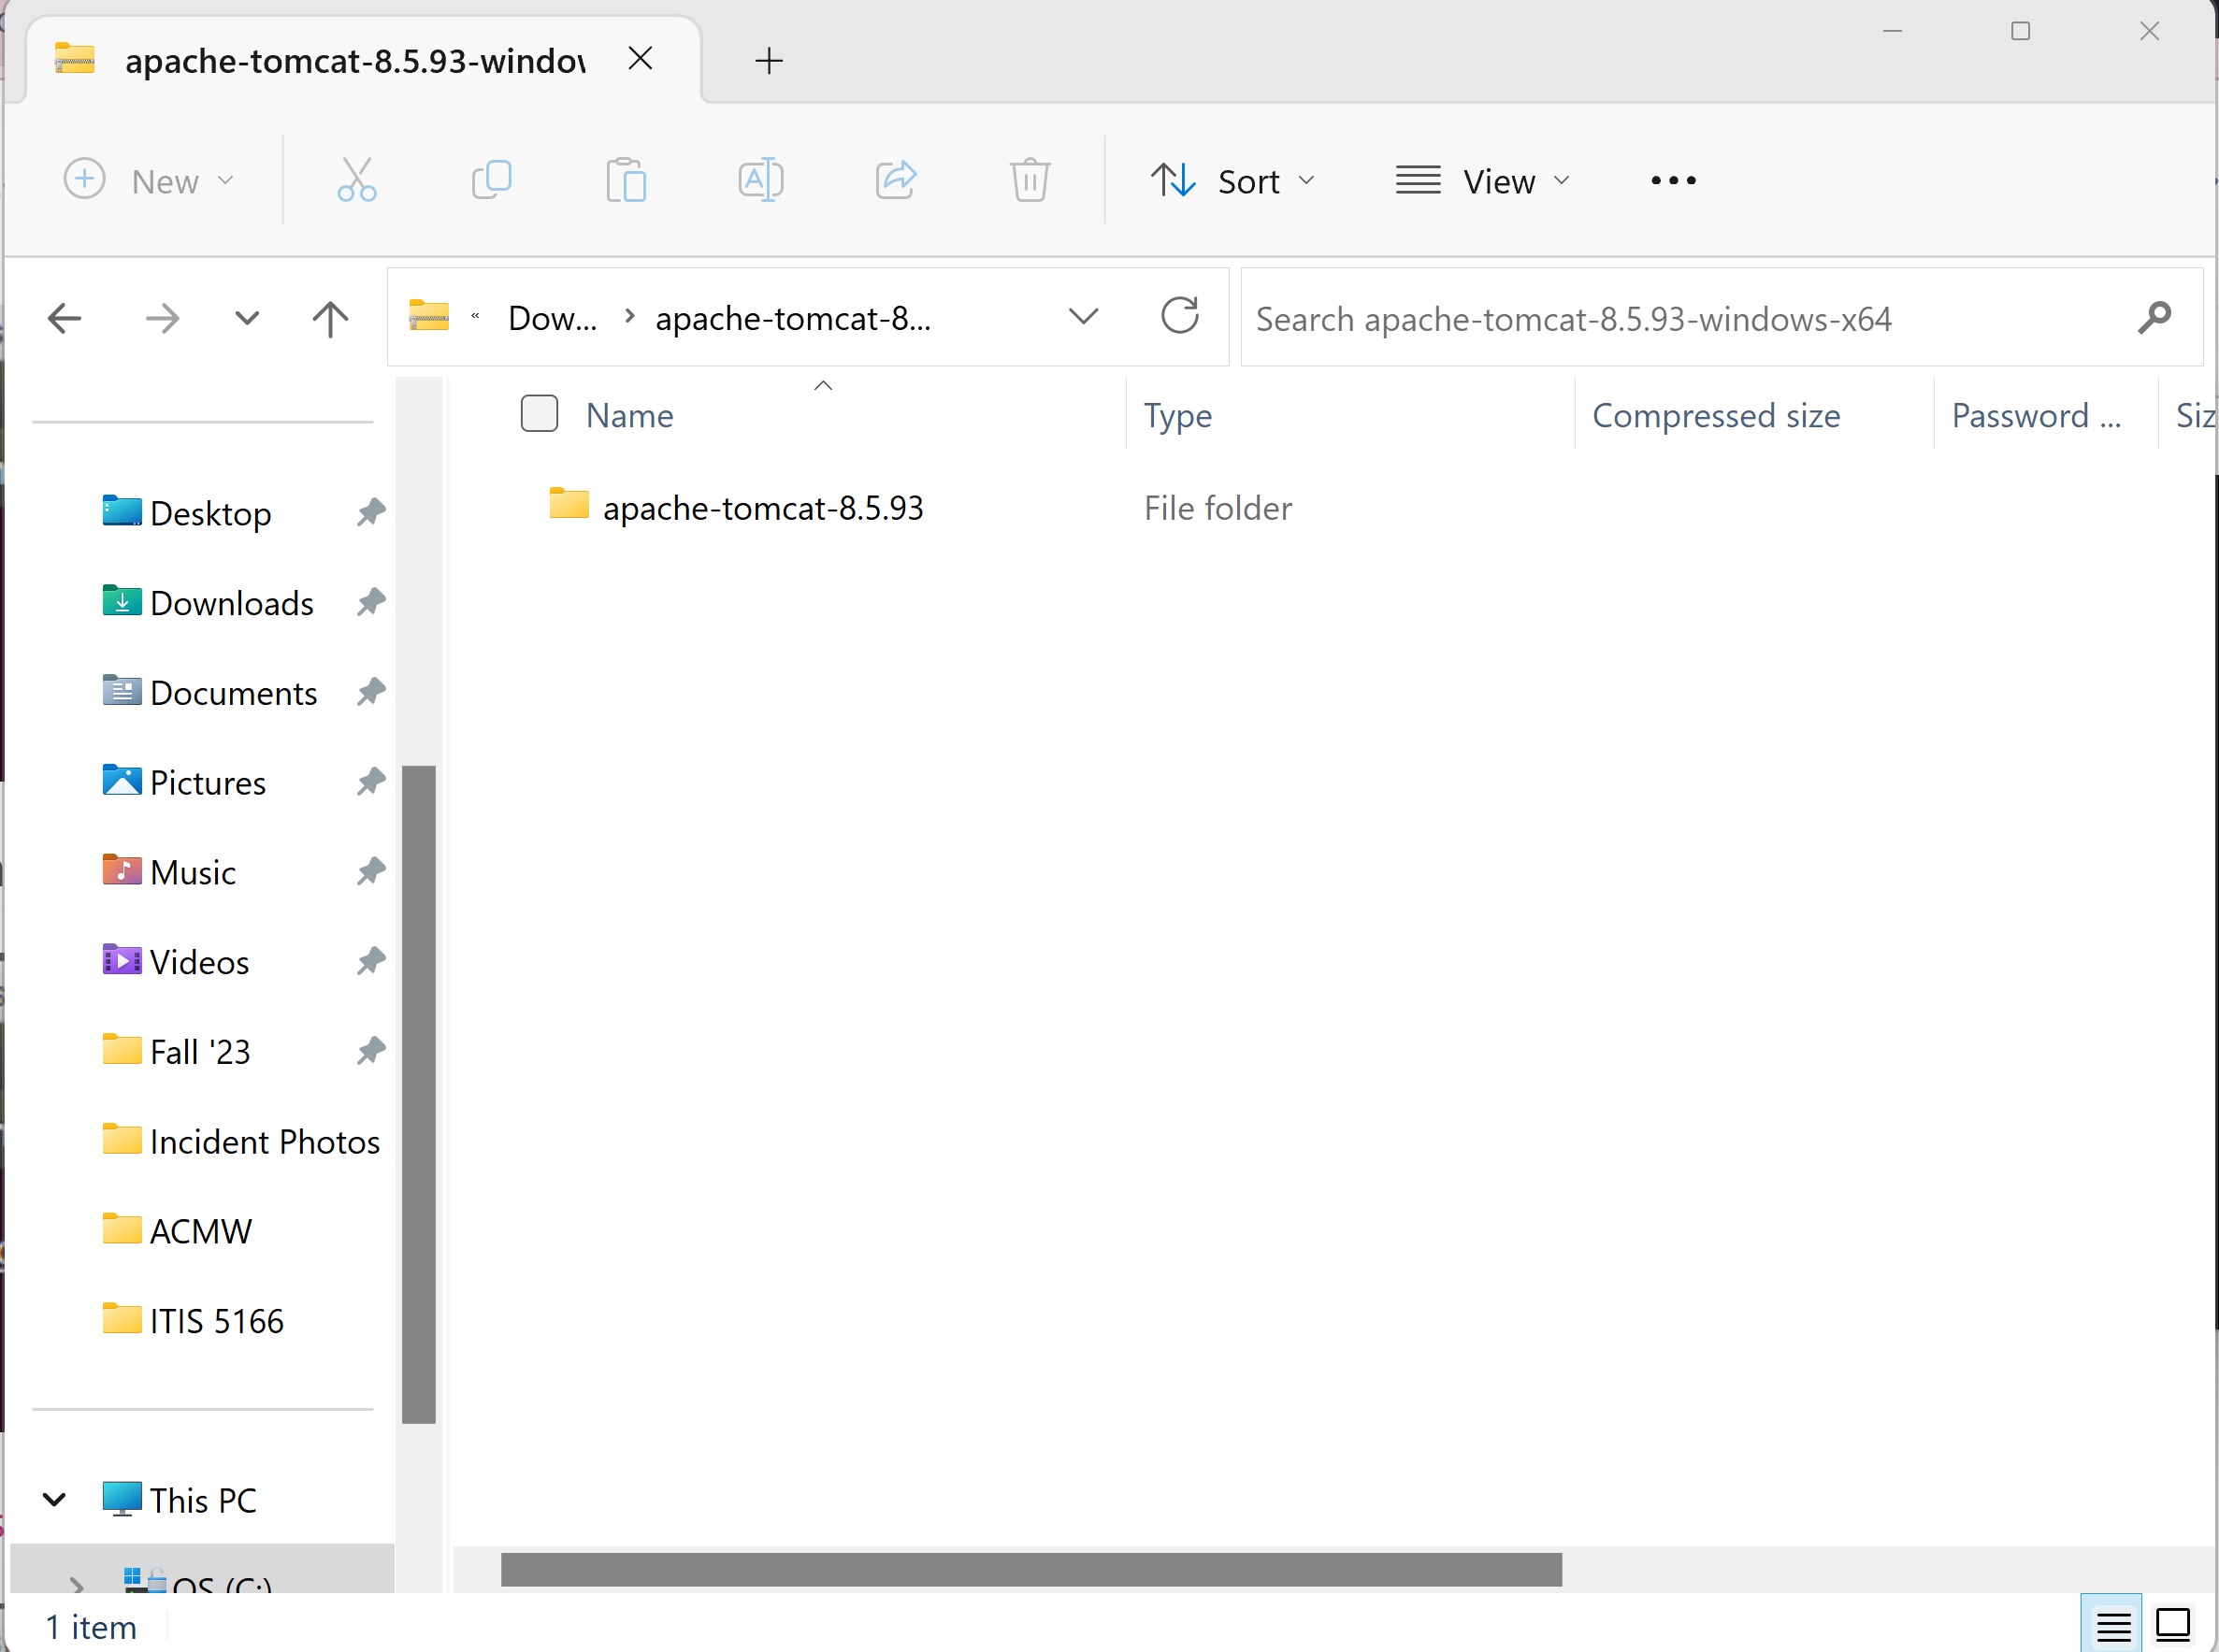 apache-tomcat-8.5.93-window
New
Sort
View
Dow... apache-tomcat-8...
Search apache-tomcat-8.5.93-windows-x64
Name Type Compressed size Password ... Siz
apache-tomcat-8.5.93 File folder
Desktop
Downloads
Documents
Pictures
Music
Videos
Fall '23
Incident Photos
ACMW
ITIS 5166
This PC
OS (C:)
1 item